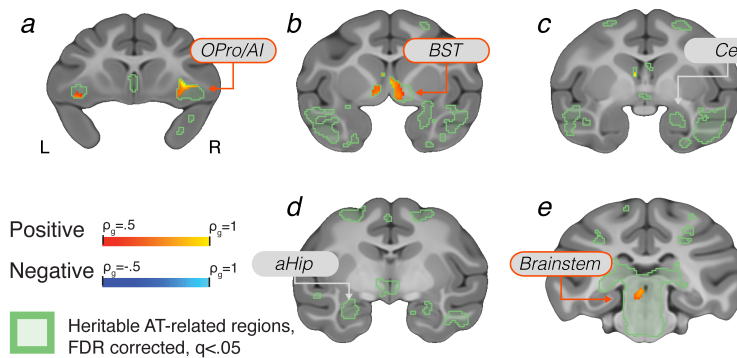 a
OPro/AI
L
R
b
BST
c
Ce
Positive
ρg=.5
ρg=1
Negative
ρg=-.5
ρg=1
Heritable AT-related regions,
FDR corrected, q<.05
d
aHip
e
Brainstem